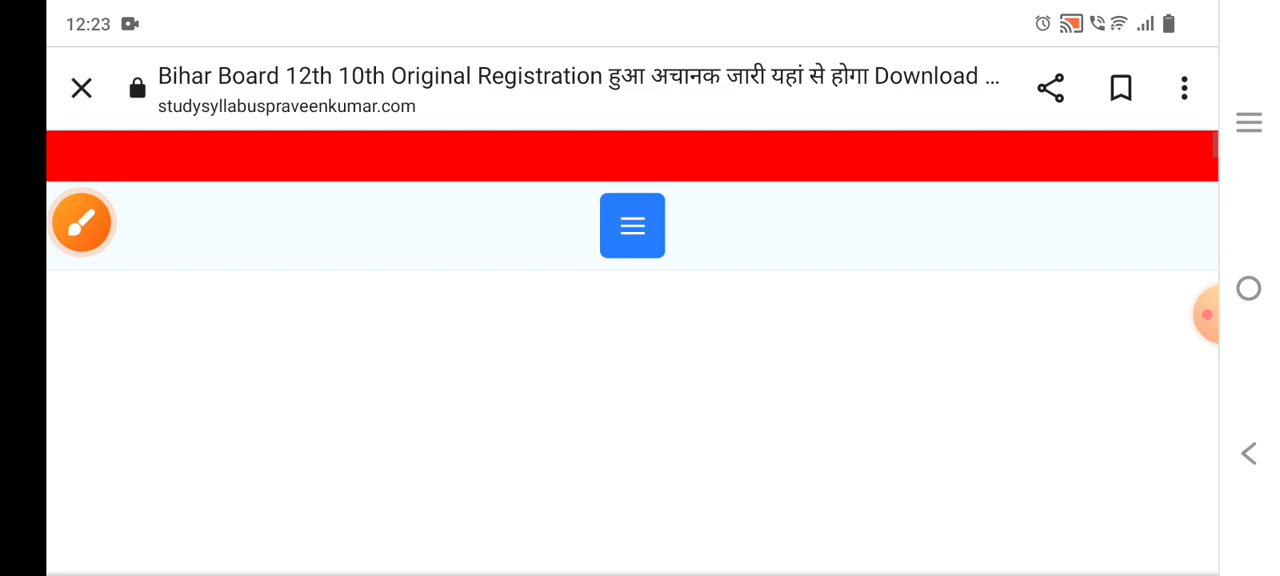 12:23
Bihar Board 12th 10th Original Registration हुआ अचानक जारी यहां से होगा Download ...
studysyllabuspraveenkumar.com